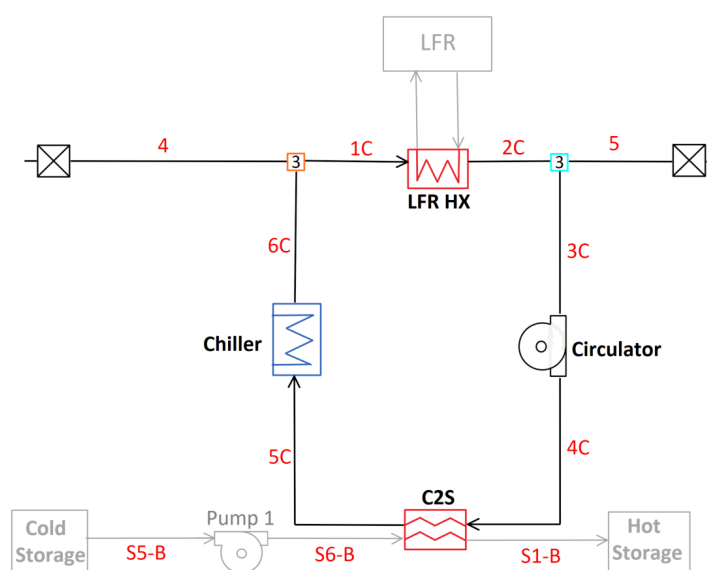 LFR
4
1C
2C
5
3
3
LFR HX
6C
3C
Chiller
Circulator
5C
4C
C2S
Cold
Storage
Pump 1
Hot
Storage
S5-B
S6-B
S1-B